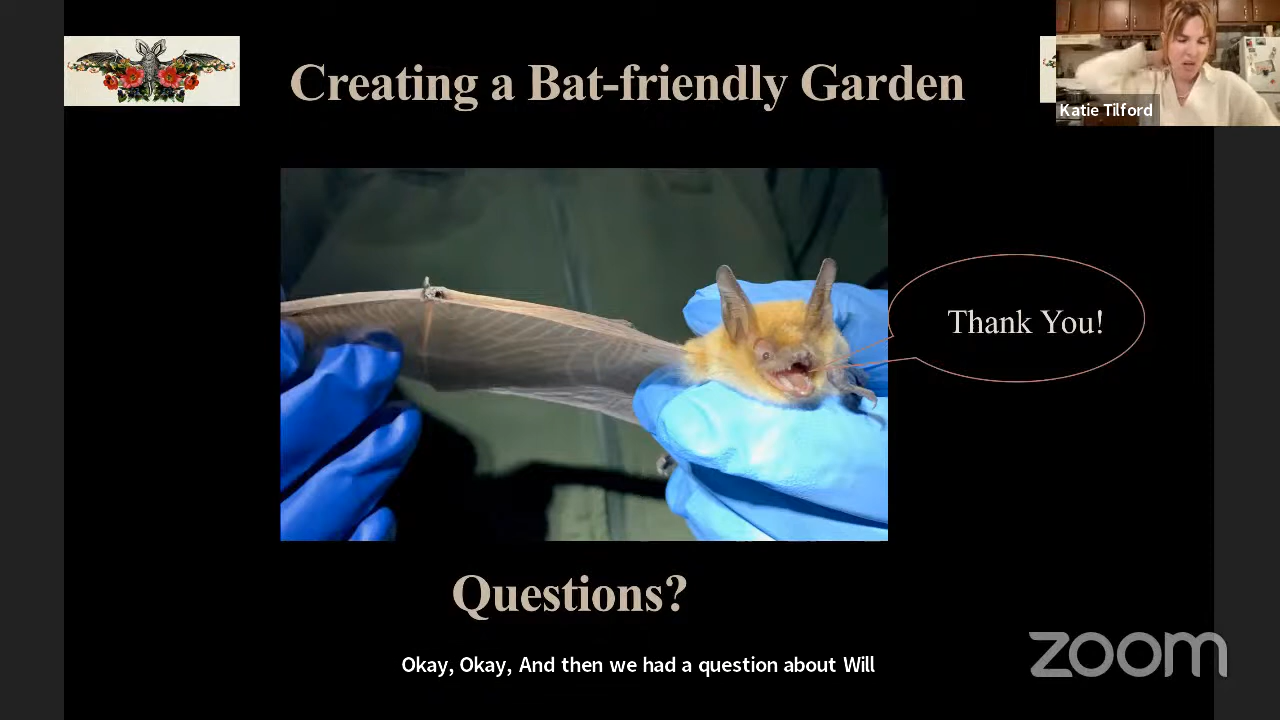 Creating a Bat-friendly Garden
Katie Tilford
Thank You!
Questions?
Okay, Okay, And then we had a question about Will
zoom